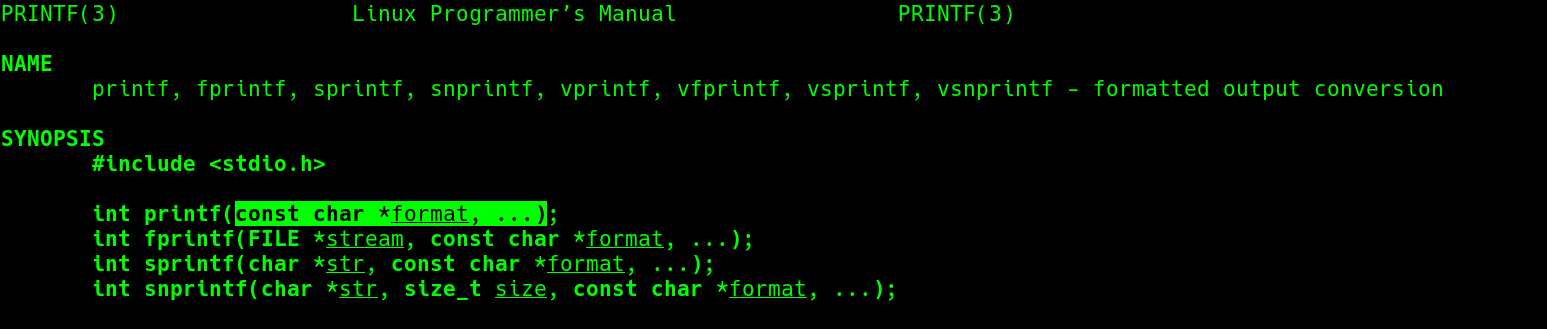 PRINTF(3) Linux Programmer’s Manual PRINTF(3)
NAME
printf, fprintf, sprintf, snprintf, vprintf, vfprintf, vsprintf, vsnprintf - formatted output conversion
SYNOPSIS
#include <stdio.h>
int printf(const char *format, ...);
int fprintf(FILE *stream, const char *format, ...);
int sprintf(char *str, const char *format, ...);
int snprintf(char *str, size_t size, const char *format, ...);